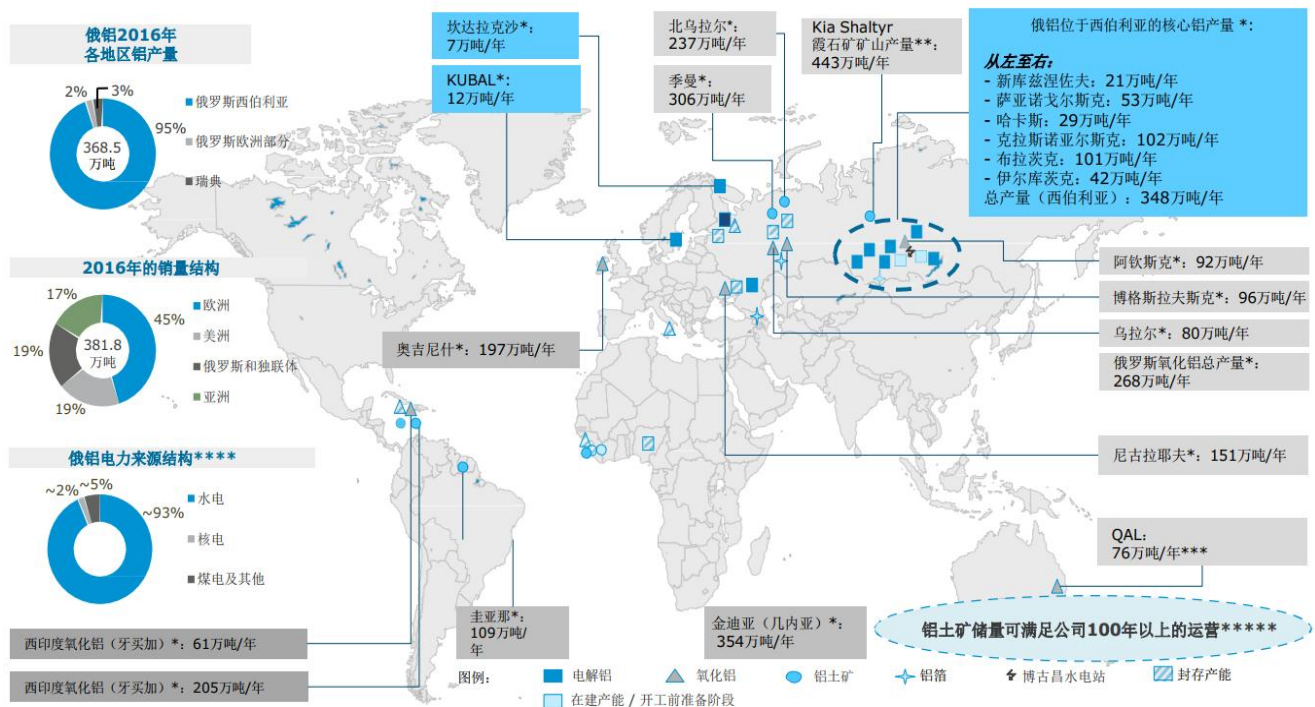 俄铝2016年
各地区铝产量
2%
3%
95%
368.5
万吨
俄罗斯西伯利亚
俄罗斯欧洲部分
瑞典
2016年的销量结构
17%
45%
19%
19%
381.8
万吨
欧洲
美洲
俄罗斯和独联体
亚洲
俄铝电力来源结构****
~2%
~5%
~93%
水电
核电
煤电及其他
坎达拉克沙*:
7万吨/年
KUBAL*:
12万吨/年
北乌拉尔*:
237万吨/年
季曼*:
306万吨/年
Kia Shaltyr
霞石矿矿山产量**:
443万吨/年
俄铝位于西伯利亚的核心铝产量 *:
从左至右:
- 新库兹涅佐夫: 21万吨/年
- 萨亚诺戈尔斯克: 53万吨/年
- 哈卡斯: 29万吨/年
- 克拉斯诺亚尔斯克: 102万吨/年
- 布拉茨克: 101万吨/年
- 伊尔库茨克: 42万吨/年
总产量（西伯利亚）: 348万吨/年
阿钦斯克*: 92万吨/年
博格斯拉夫斯克*: 96万吨/年
乌拉尔*: 80万吨/年
俄罗斯氧化铝总产量*:
268万吨/年
奥吉尼什*: 197万吨/年
尼古拉耶夫*: 151万吨/年
QAL:
76万吨/年***
西印度氧化铝（牙买加）*: 61万吨/年
西印度氧化铝（牙买加）*: 205万吨/年
圭亚那*:
109万吨/
年
金迪亚（几内亚）*:
354万吨/年
铝土矿储量可满足公司100年以上的运营*****
图例:
电解铝
氧化铝
铝土矿
铝箔
博古昌水电站
封存产能
在建产能 / 开工前准备阶段